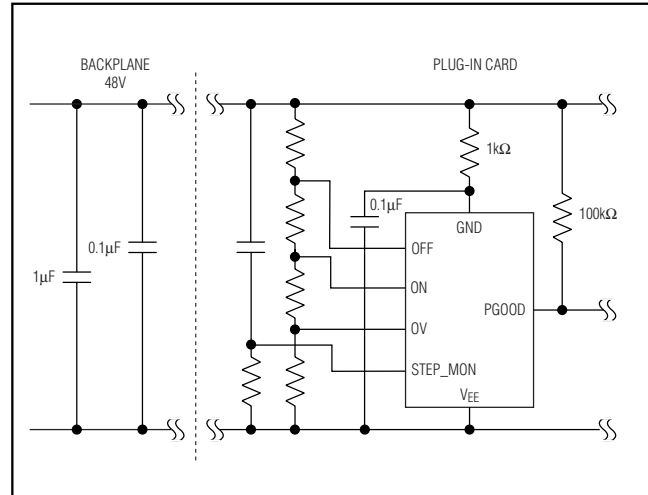 BACKPLANE
48V
PLUG-IN CARD
1kΩ
0.1μF
100kΩ
GND
OFF
0.1μF
1μF
ON
PGOOD
OV
STEP_MON
VEE